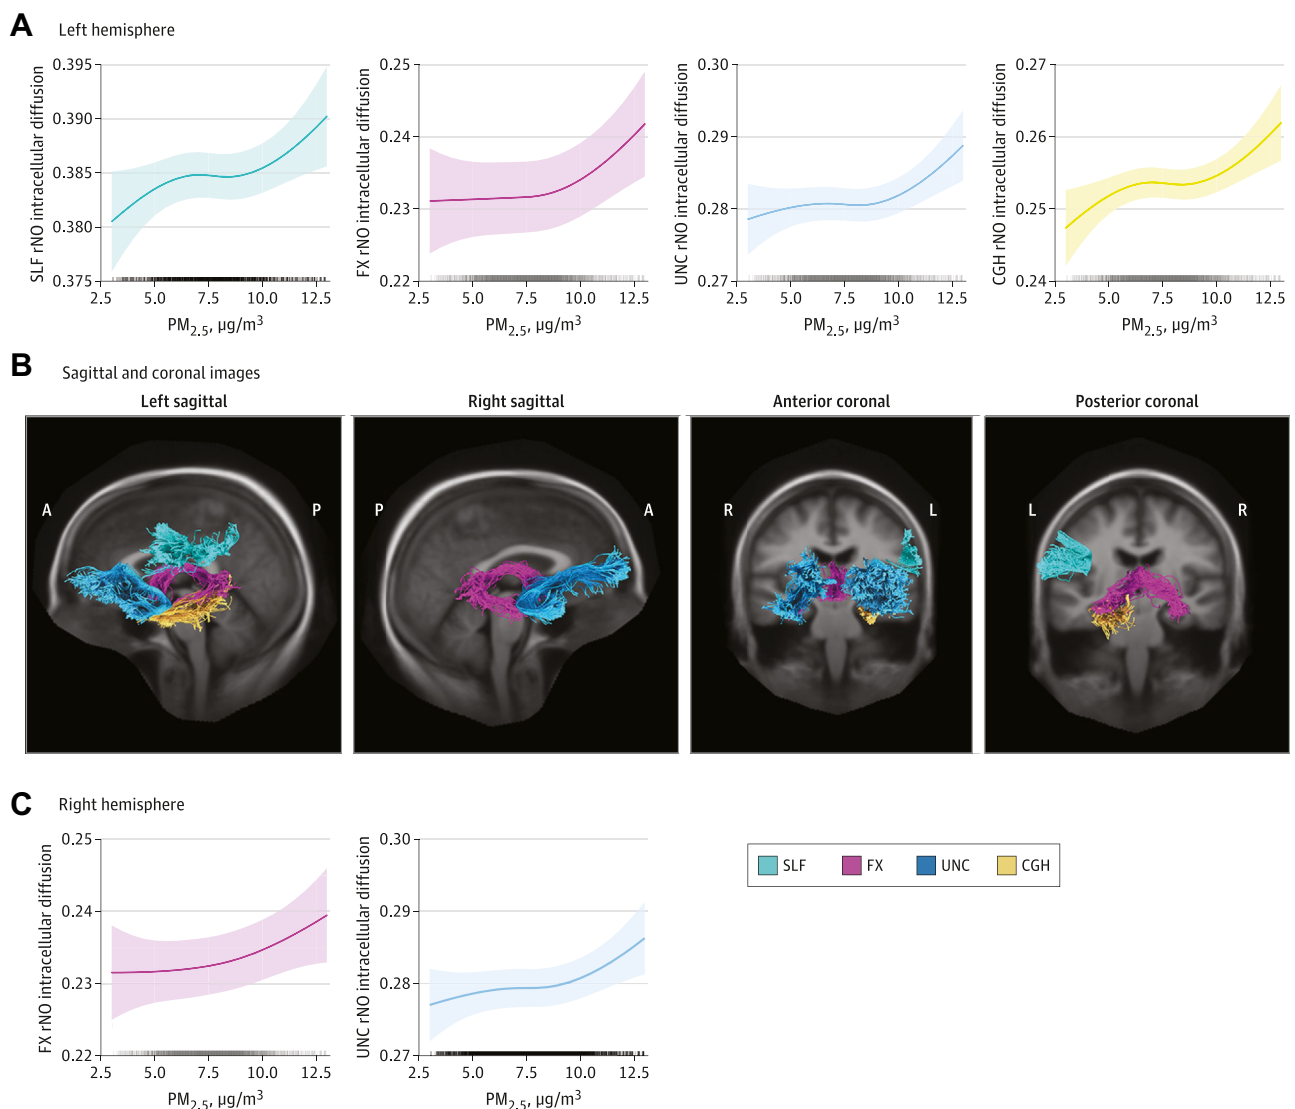 A Left hemisphere
SLF rNO intracellular diffusion
0.395
0.390
0.385
0.380
0.375
2.5 5.0 7.5 10.0 12.5
PM2.5, µg/m3
FX rNO intracellular diffusion
0.25
0.24
0.23
0.22
2.5 5.0 7.5 10.0 12.5
PM2.5, µg/m3
UNC rNO intracellular diffusion
0.30
0.29
0.28
0.27
2.5 5.0 7.5 10.0 12.5
PM2.5, µg/m3
CGH rNO intracellular diffusion
0.27
0.26
0.25
0.24
2.5 5.0 7.5 10.0 12.5
PM2.5, µg/m3
B Sagittal and coronal images
Left sagittal Right sagittal Anterior coronal Posterior coronal
A P P A R L L R
C Right hemisphere
FX rNO intracellular diffusion
0.25
0.24
0.23
0.22
2.5 5.0 7.5 10.0 12.5
PM2.5, µg/m3
UNC rNO intracellular diffusion
0.30
0.29
0.28
0.27
2.5 5.0 7.5 10.0 12.5
PM2.5, µg/m3
SLF FX UNC CGH